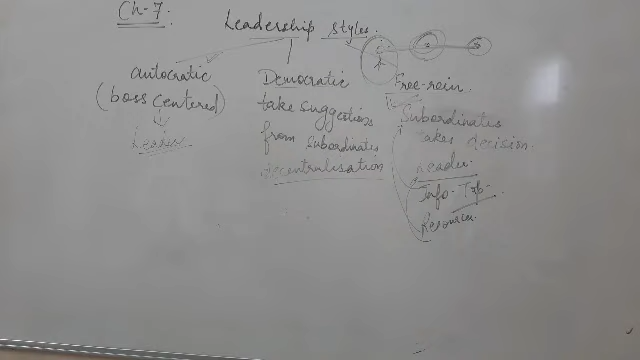 Ch-7.
Leadership styles.
autocratic
(boss centered)
Leader
Democratic
take suggestions
from subordinates
decentralisation
Free-rein.
Subordinates
takes decision.
Leader
Info.
Resources